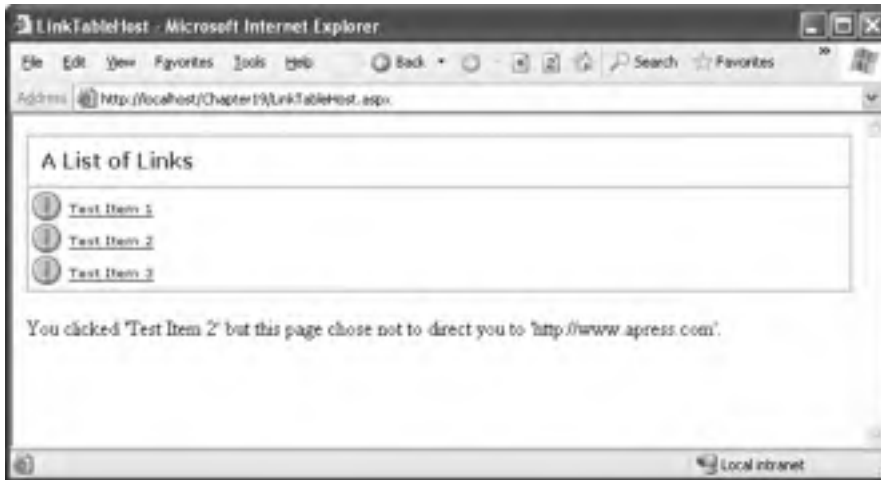 LinkTableHost - Microsoft Internet Explorer
File Edit View Favorites Tools Help Back Search Favorites »
Address http://localhost/Chapter19/LinkTableHost.aspx
A List of Links
Test Item 1
Test Item 2
Test Item 3
You clicked 'Test Item 2' but this page chose not to direct you to 'http://www.apress.com'.
Local intranet